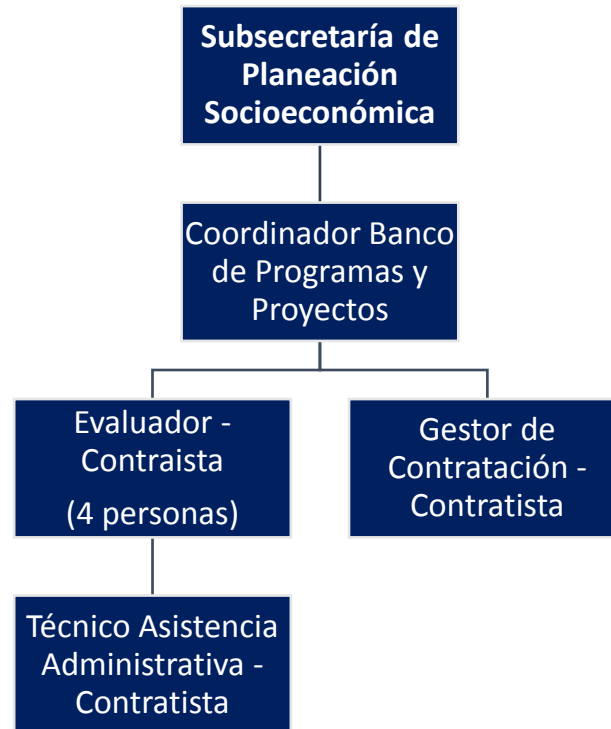 Subsecretaría de
Planeación
Socioeconómica
Coordinador Banco
de Programas y
Proyectos
Evaluador -
Contraista
(4 personas)
Gestor de
Contratación -
Contratista
Técnico Asistencia
Administrativa -
Contratista